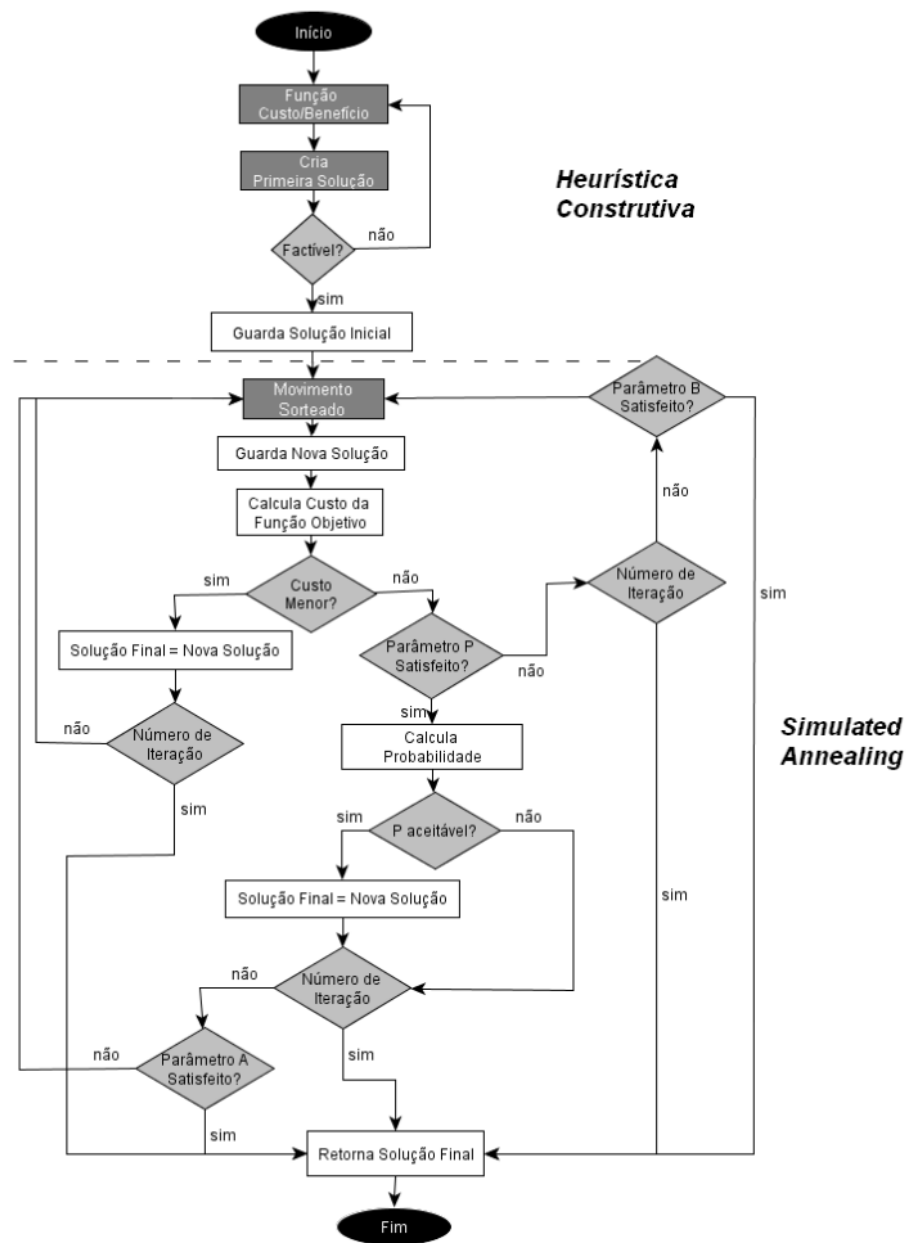 Início
Função
Custo/Benefício
Cria
Primeira Solução
Heurística
Construtiva
não
Factível?
sim
Guarda Solução Inicial
Movimento
Sorteado
Parâmetro B
Satisfeito?
Guarda Nova Solução
não
Calcula Custo da
Função Objetivo
sim
não
Custo
Menor?
Número de
Iteração
sim
Solução Final = Nova Solução
Parâmetro P
Satisfeito?
não
sim
não
Número de
Iteração
Calcula
Probabilidade
Simulated
Annealing
sim
sim
não
P aceitável?
Solução Final = Nova Solução
sim
não
Número de
Iteração
não
Parâmetro A
Satisfeito?
sim
sim
Retorna Solução Final
Fim